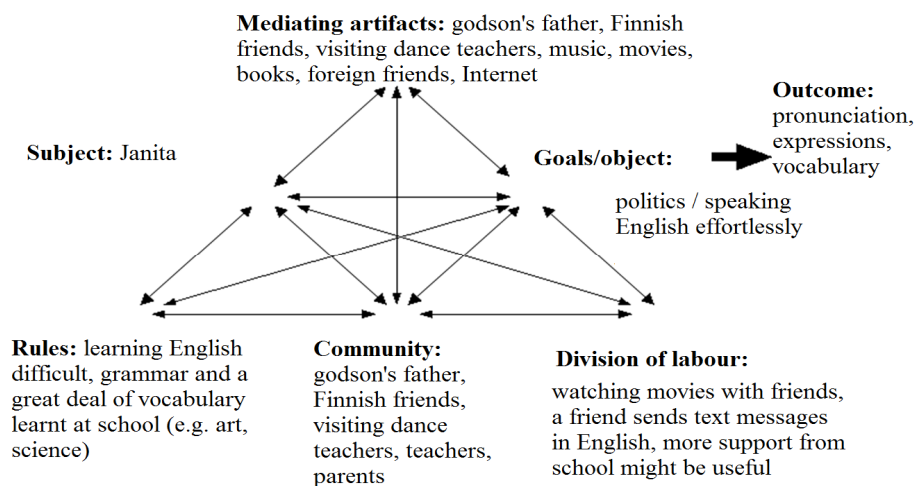 Mediating artifacts: godson's father, Finnish
friends, visiting dance teachers, music, movies,
books, foreign friends, Internet
Outcome:
pronunciation,
expressions,
vocabulary
Subject: Janita
Goals/object:
politics / speaking
English effortlessly
Rules: learning English
difficult, grammar and a
great deal of vocabulary
learnt at school (e.g. art,
science)
Community:
godson's father,
Finnish friends,
visiting dance
teachers, teachers,
parents
Division of labour:
watching movies with friends,
a friend sends text messages
in English, more support from
school might be useful